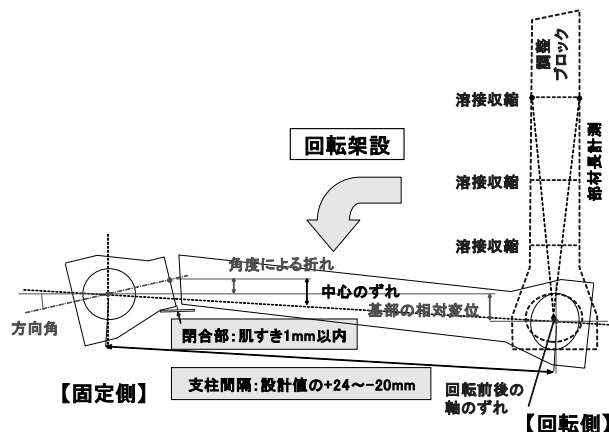 調整
ブロック
溶接収縮
部材長計測
回転架設
溶接収縮
溶接収縮
角度による折れ
中心のずれ
基部の相対変位
方向角
閉合部:肌すき1mm以内
支柱間隔:設計値の+24～-20mm
【固定側】
回転前後の
軸のずれ
【回転側】